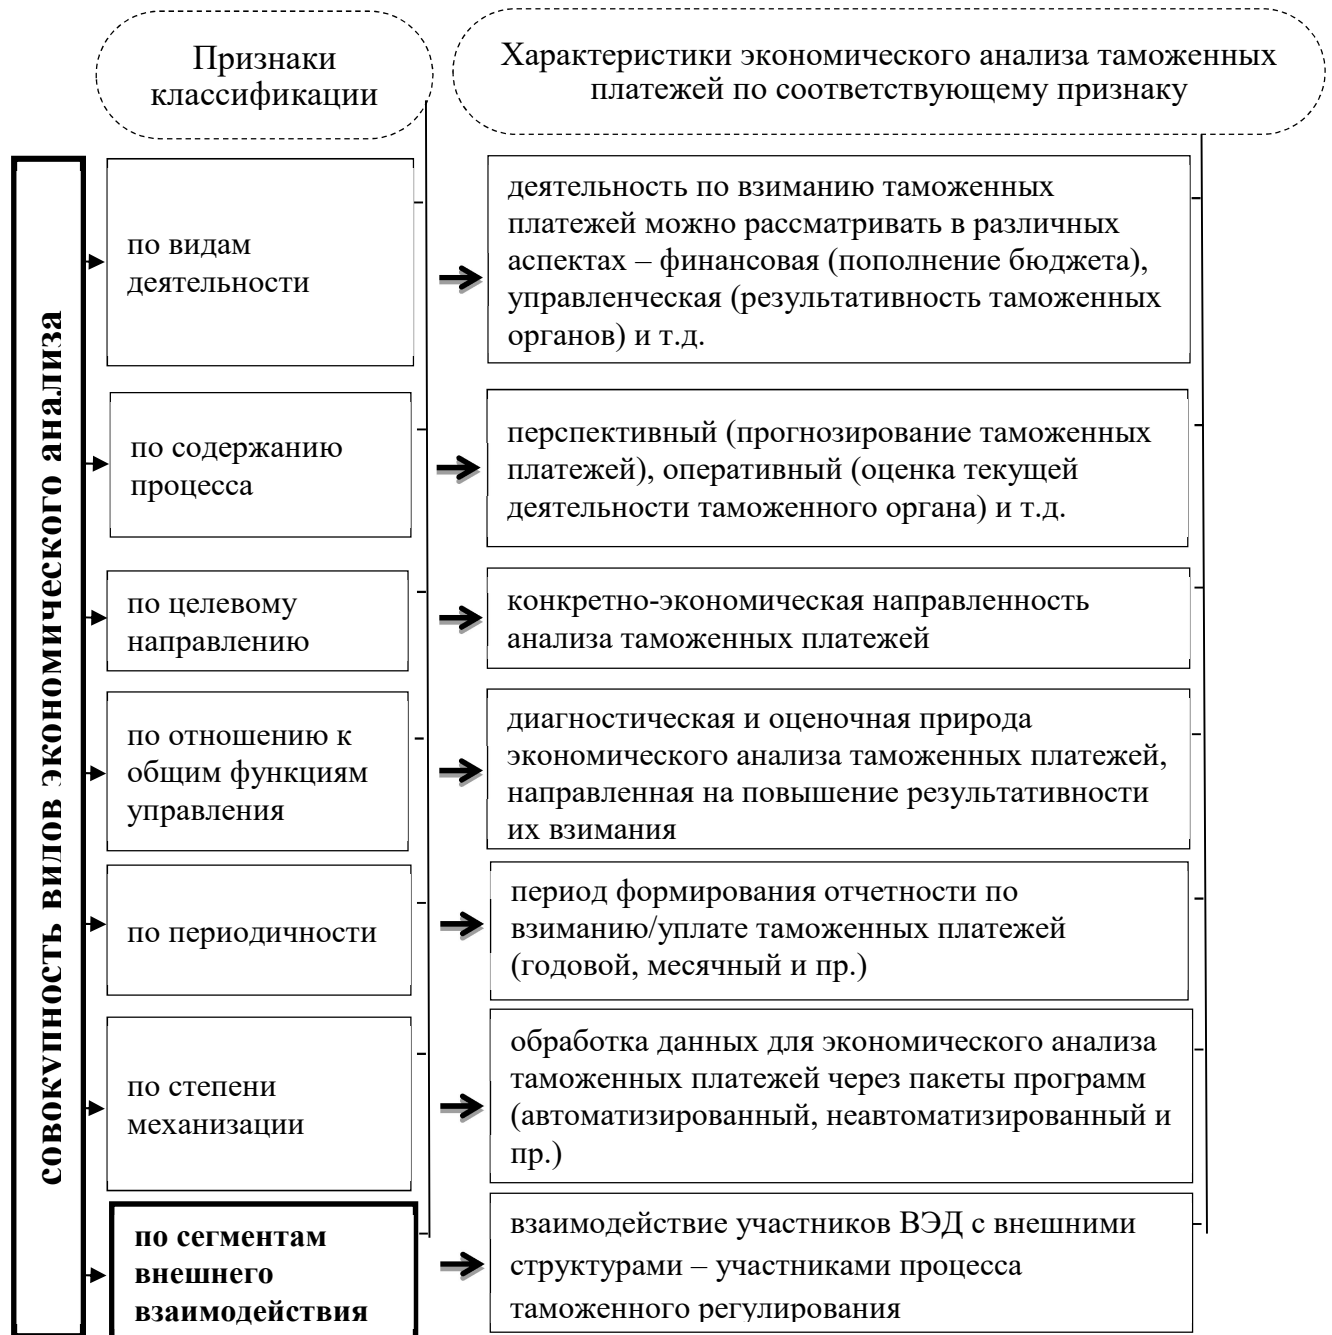 Признаки
классификации
Характеристики экономического анализа таможенных
платежей по соответствующему признаку
совокупность видов экономического анализа
по видам
деятельности
деятельность по взиманию таможенных
платежей можно рассматривать в различных
аспектах – финансовая (пополнение бюджета),
управленческая (результативность таможенных
органов) и т.д.
по содержанию
процесса
перспективный (прогнозирование таможенных
платежей), оперативный (оценка текущей
деятельности таможенного органа) и т.д.
по целевому
направлению
конкретно-экономическая направленность
анализа таможенных платежей
по отношению к
общим функциям
управления
диагностическая и оценочная природа
экономического анализа таможенных платежей,
направленная на повышение результативности
их взимания
по периодичности
период формирования отчетности по
взиманию/уплате таможенных платежей
(годовой, месячный и пр.)
по степени
механизации
обработка данных для экономического анализа
таможенных платежей через пакеты программ
(автоматизированный, неавтоматизированный и
пр.)
по сегментам
внешнего
взаимодействия
взаимодействие участников ВЭД с внешними
структурами – участниками процесса
таможенного регулирования